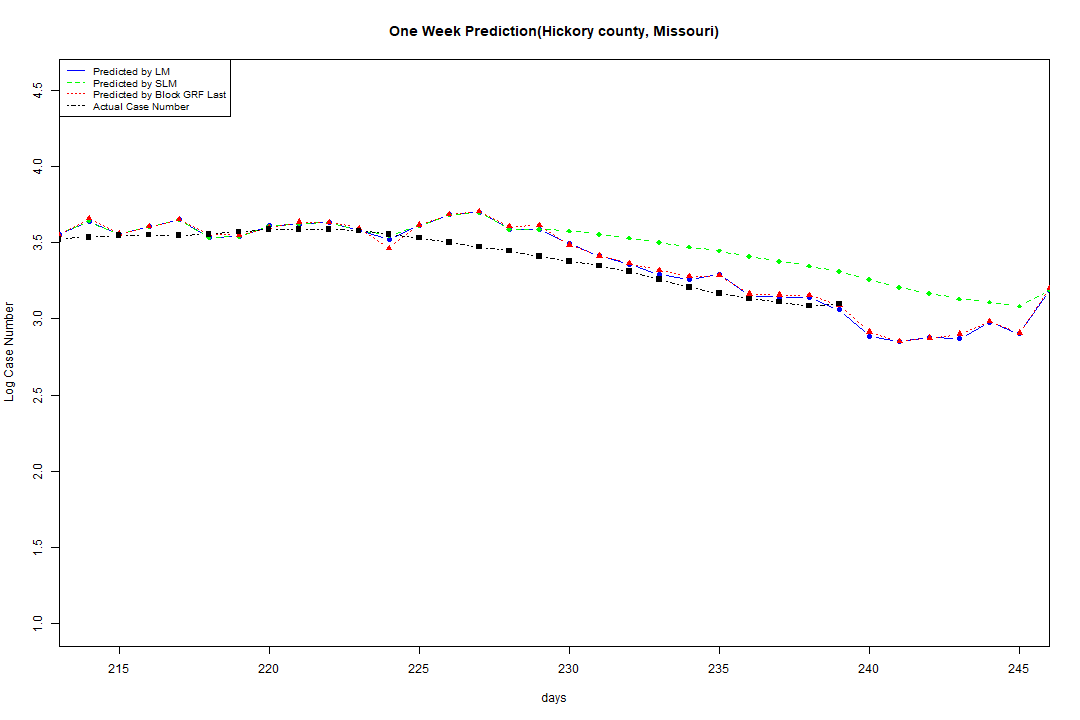 One Week Prediction(Hickory county, Missouri)
Predicted by LM
Predicted by SLM
Predicted by Block GRF Last
Actual Case Number
4.5
4.0
3.5
3.0
2.5
2.0
1.5
1.0
Log Case Number
215 220 225 230 235 240 245
days